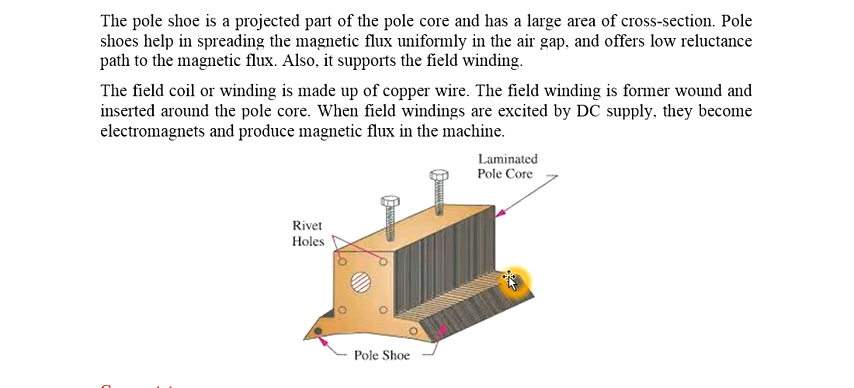 The pole shoe is a projected part of the pole core and has a large area of cross-section. Pole
shoes help in spreading the magnetic flux uniformly in the air gap, and offers low reluctance
path to the magnetic flux. Also, it supports the field winding.
The field coil or winding is made up of copper wire. The field winding is former wound and
inserted around the pole core. When field windings are excited by DC supply, they become
electromagnets and produce magnetic flux in the machine.
Laminated
Pole Core
Rivet
Holes
Pole Shoe